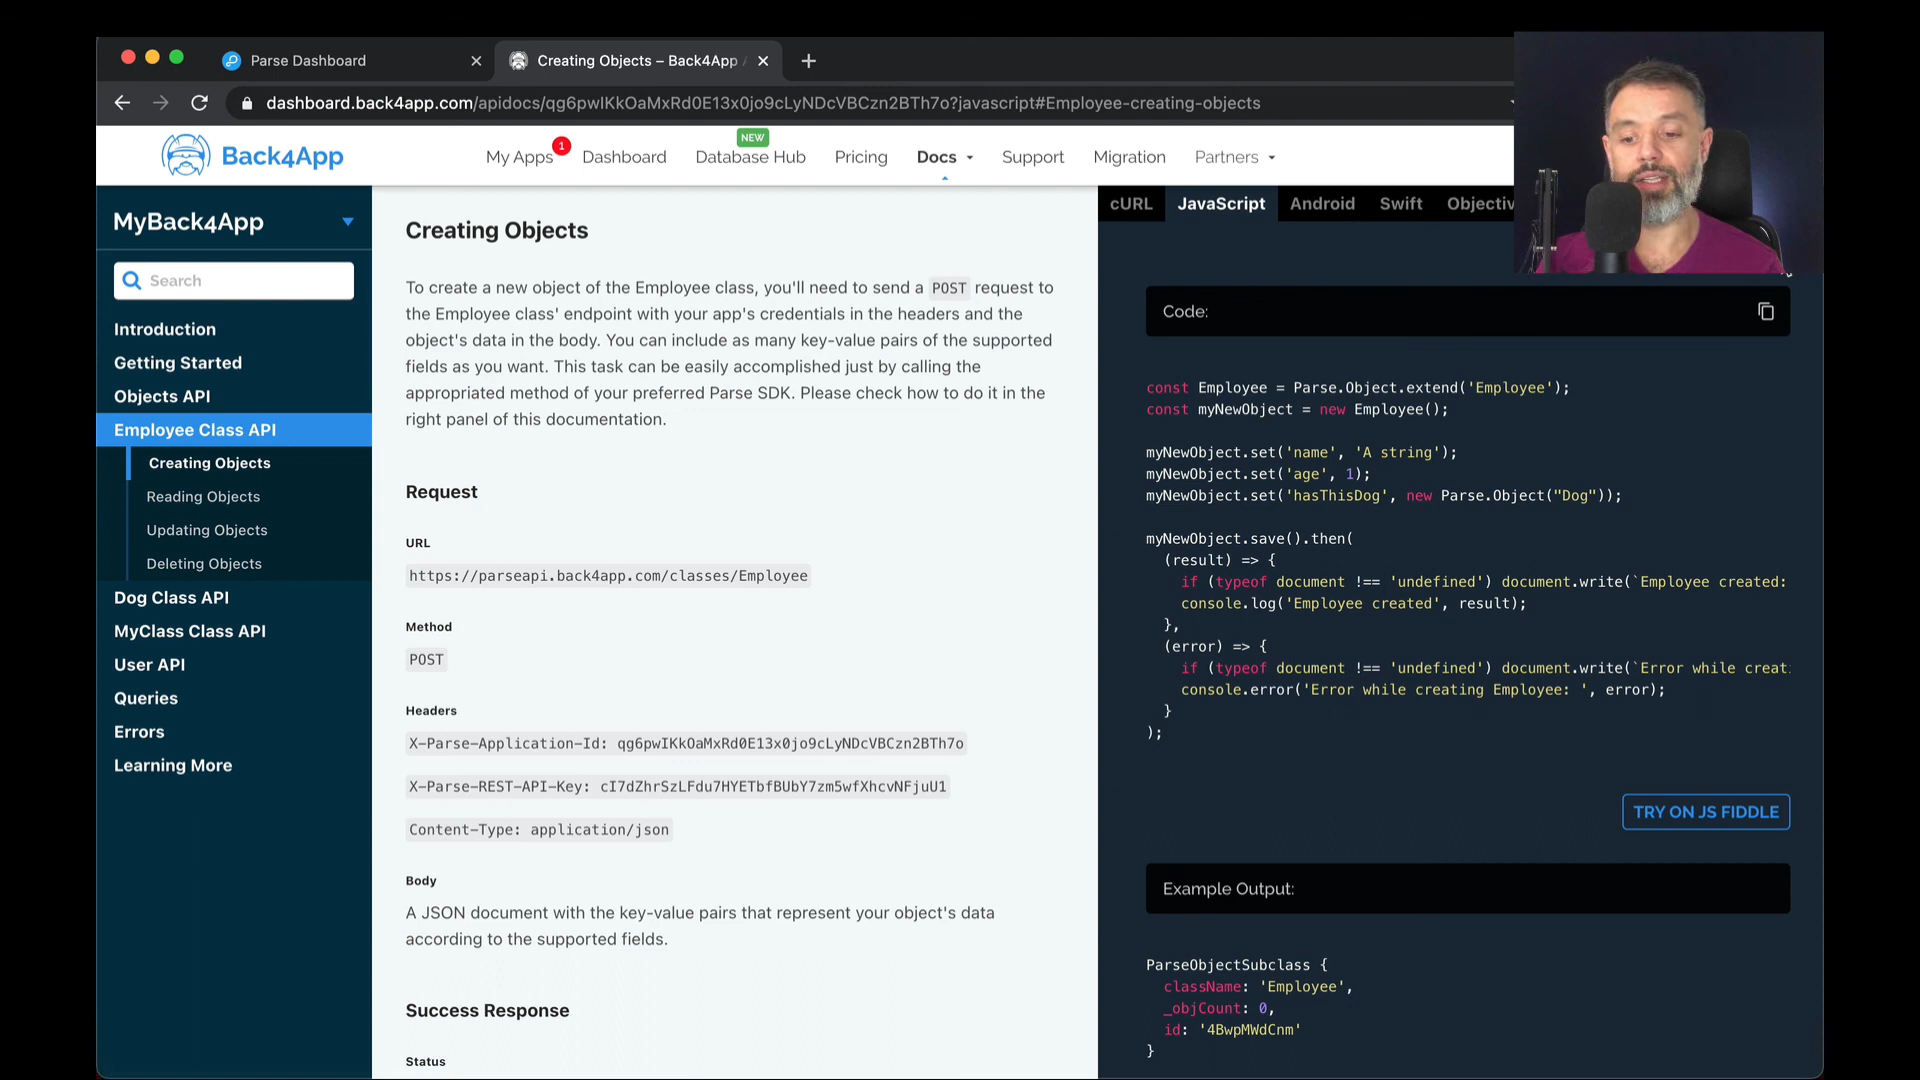 Parse Dashboard
Creating Objects – Back4App
dashboard.back4app.com/apidocs/qg6pwIKkOaMxRd0E13x0jo9cLyNDcVBCzn2BTh7o?javascript#Employee-creating-objects
Back4App
My Apps
1
Dashboard
NEW
Database Hub
Pricing
Docs
Support
Migration
Partners
MyBack4App
Search
Introduction
Getting Started
Objects API
Employee Class API
Creating Objects
Reading Objects
Updating Objects
Deleting Objects
Dog Class API
MyClass Class API
User API
Queries
Errors
Learning More
Creating Objects
To create a new object of the Employee class, you'll need to send a POST request to
the Employee class' endpoint with your app's credentials in the headers and the
object's data in the body. You can include as many key-value pairs of the supported
fields as you want. This task can be easily accomplished just by calling the
appropriated method of your preferred Parse SDK. Please check how to do it in the
right panel of this documentation.
Request
URL
https://parseapi.back4app.com/classes/Employee
Method
POST
Headers
X-Parse-Application-Id: qg6pwIKkOaMxRd0E13x0jo9cLyNDcVBCzn2BTh7o
X-Parse-REST-API-Key: cI7dZhrSzLFdu7HYETbfBUbY7zm5wfXhcvNFjuU1
Content-Type: application/json
Body
A JSON document with the key-value pairs that represent your object's data
according to the supported fields.
Success Response
Status
cURL
JavaScript
Android
Swift
Objectiv
Code:
const Employee = Parse.Object.extend('Employee');
const myNewObject = new Employee();
myNewObject.set('name', 'A string');
myNewObject.set('age', 1);
myNewObject.set('hasThisDog', new Parse.Object("Dog"));
myNewObject.save().then(
(result) => {
if (typeof document !== 'undefined') document.write(`Employee created:
console.log('Employee created', result);
},
(error) => {
if (typeof document !== 'undefined') document.write(`Error while creati
console.error('Error while creating Employee: ', error);
}
);
TRY ON JS FIDDLE
Example Output:
ParseObjectSubclass {
className: 'Employee',
_objCount: 0,
id: '4BwpMWdCnm'
}